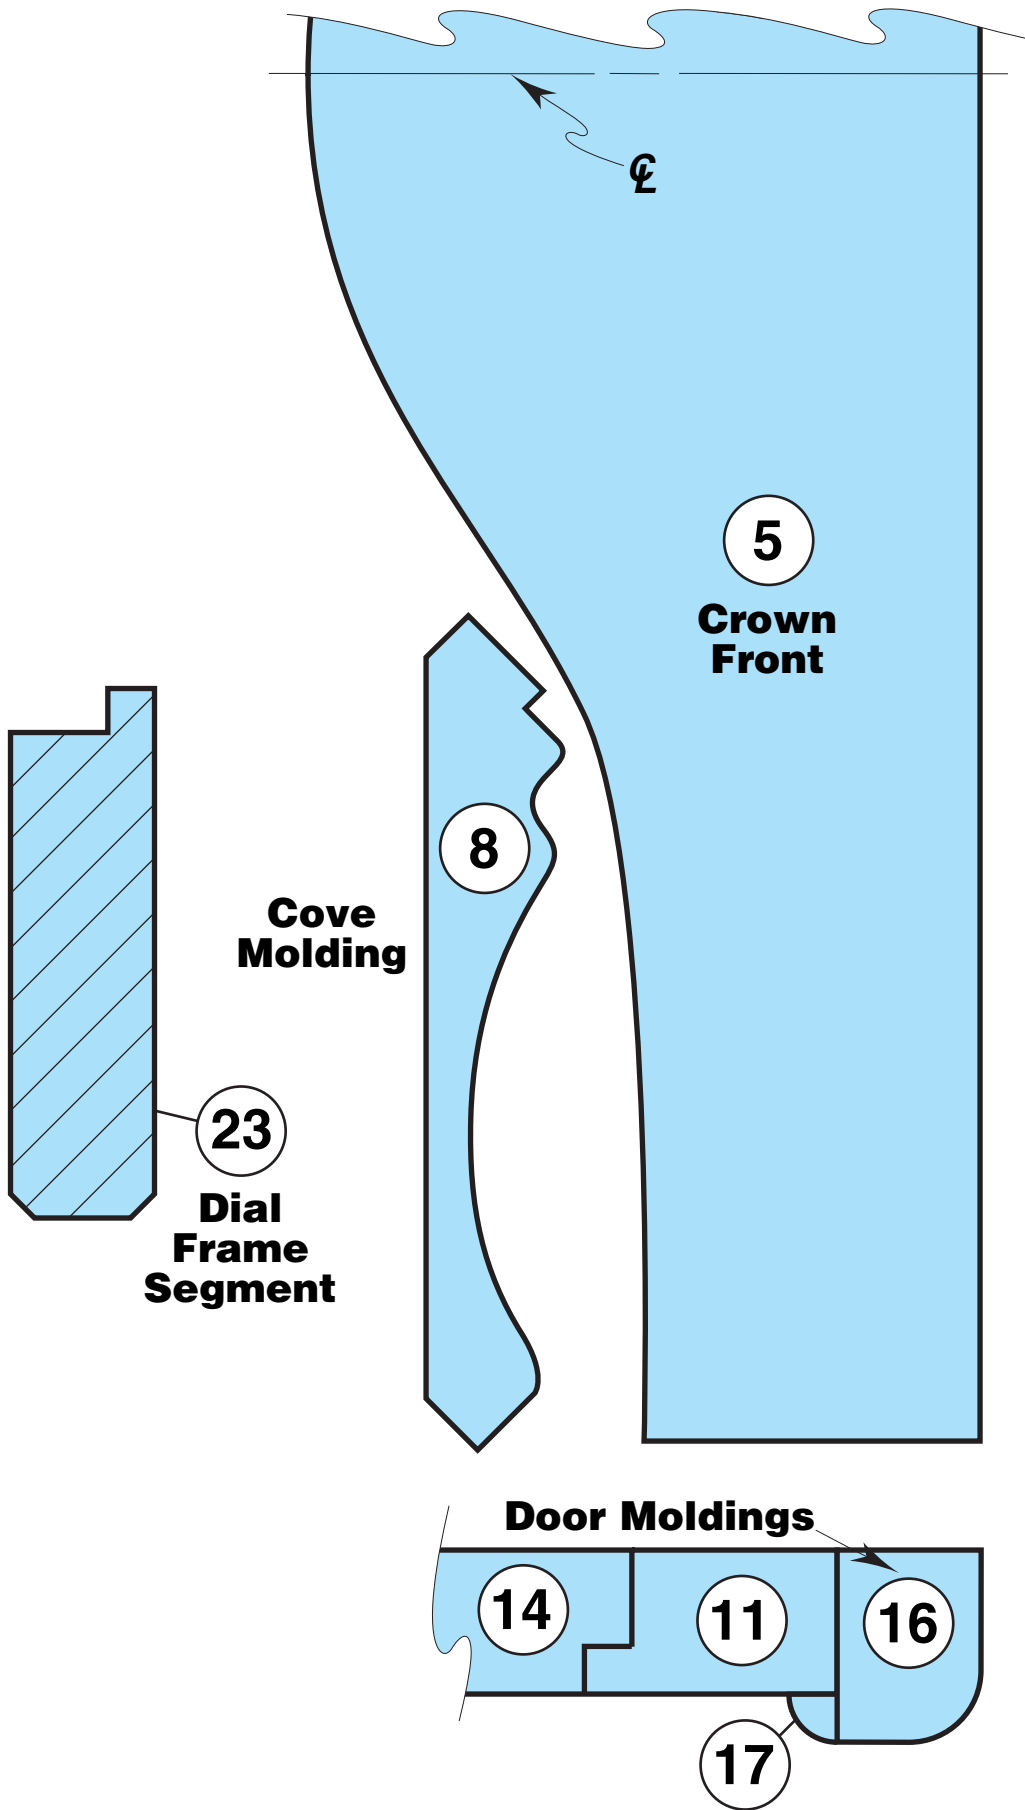 ℄
5
Crown
Front
8
Cove
Molding
23
Dial
Frame
Segment
Door Moldings
14
11
16
17